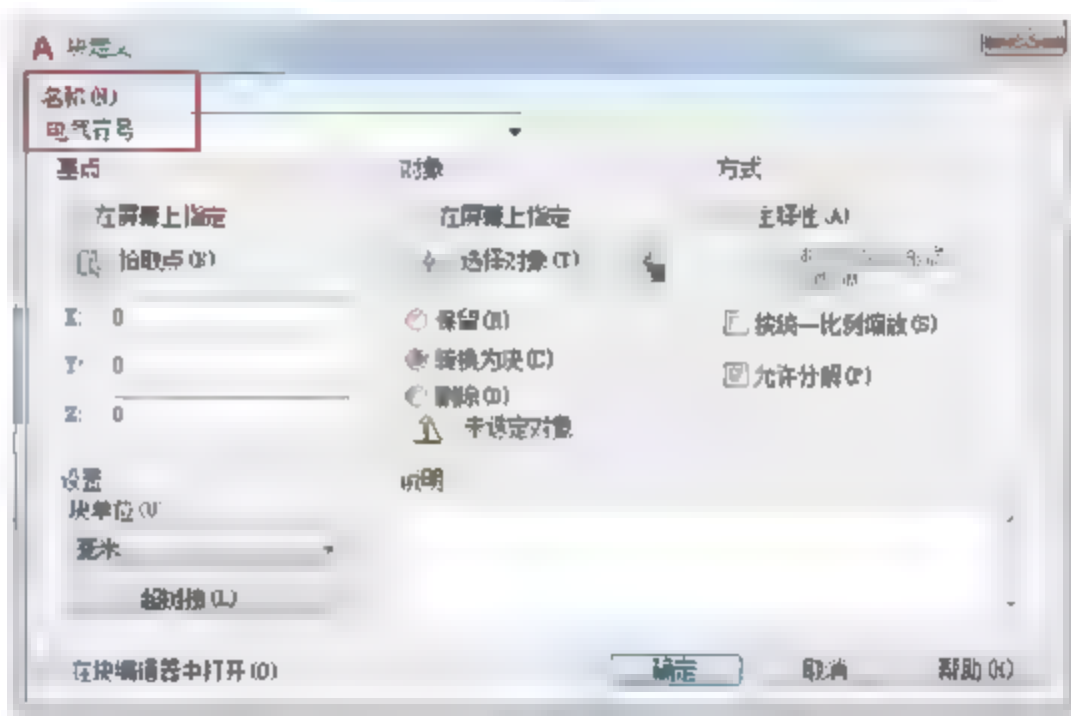 块定义
名称(N)
电气符号
基点
在屏幕上指定
拾取点(K)
X: 0
Y: 0
Z: 0
对象
在屏幕上指定
选择对象(T)
保留(R)
转换为块(C)
删除(D)
未选定对象
方式
按统一比例缩放(S)
允许分解(P)
设置
块单位(U)
毫米
超链接(L)
说明
在块编辑器中打开(O)
确定 取消 帮助(H)